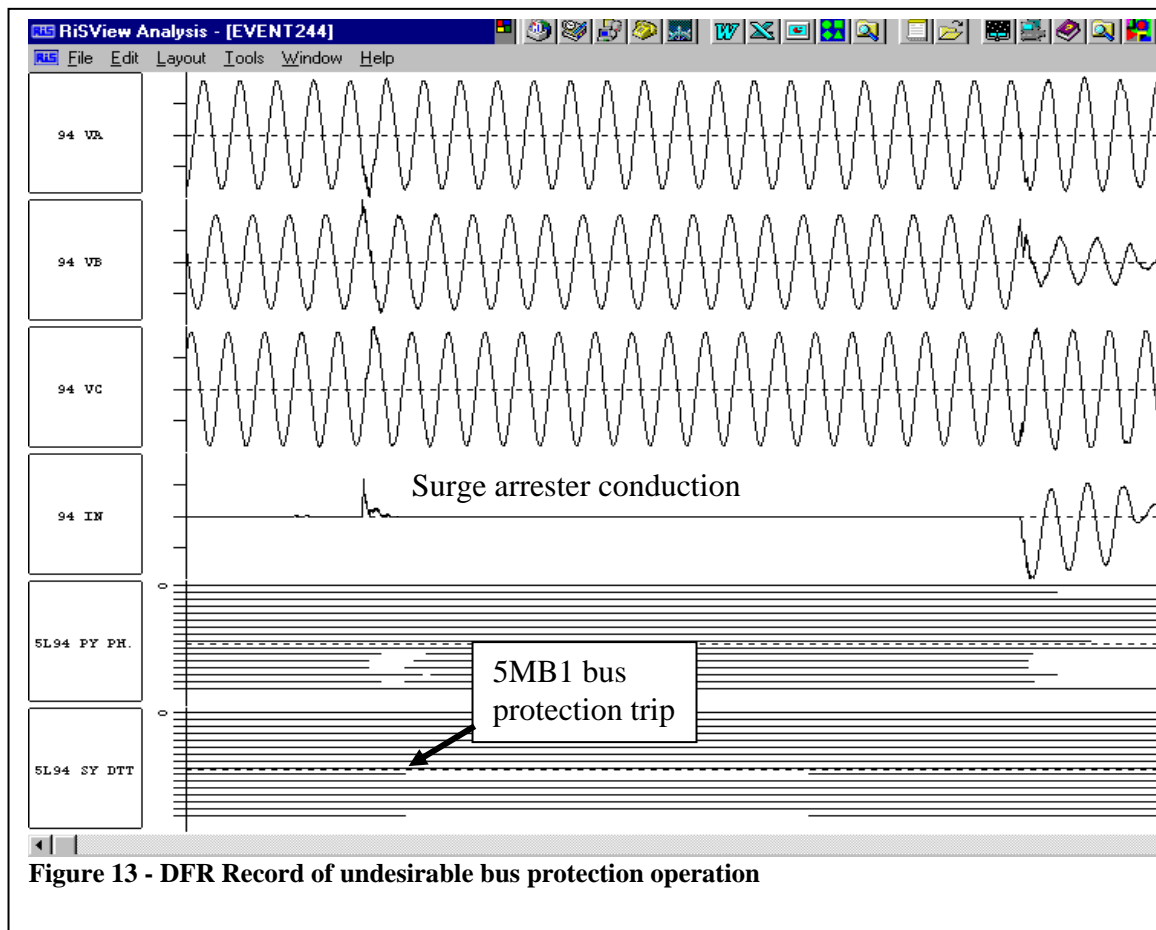 RiS RiSView Analysis - [EVENT244]
RiS File Edit Layout Tools Window Help
94 VA
94 VB
94 VC
94 IN
Surge arrester conduction
5L94 PY PH.
5MB1 bus
protection trip
5L94 SY DTT
Figure 13 - DFR Record of undesirable bus protection operation